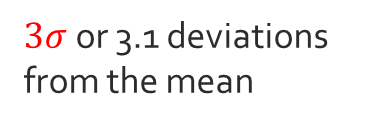 3σ or 3.1 deviations
from the mean